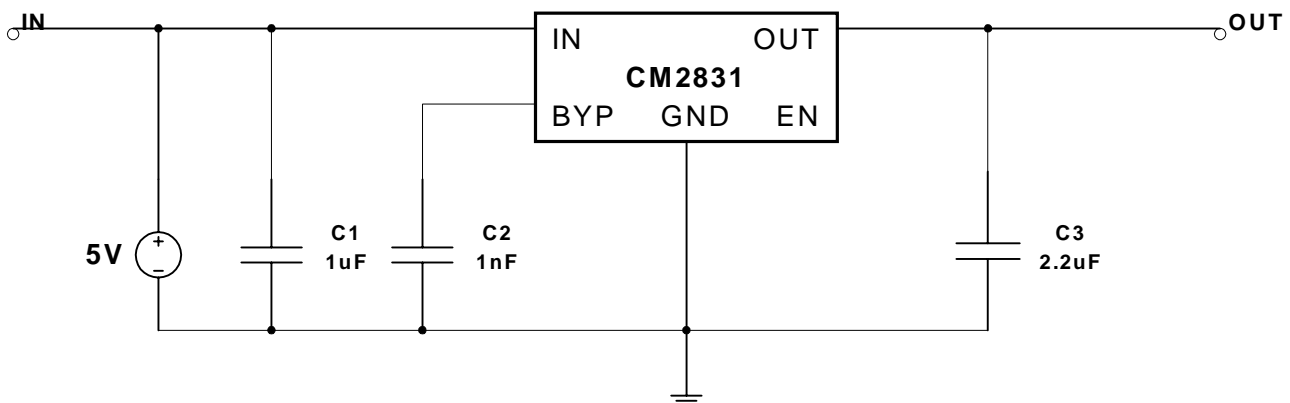 IN
OUT
IN OUT
CM2831
BYP GND EN
5V
C1
1uF
C2
1nF
C3
2.2uF